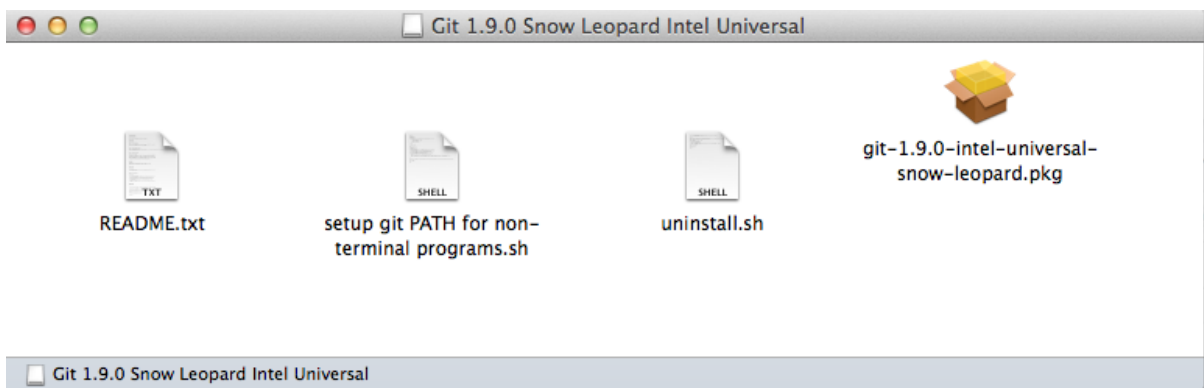 Git 1.9.0 Snow Leopard Intel Universal
TXT
README.txt
SHELL
setup git PATH for non-
terminal programs.sh
SHELL
uninstall.sh
git-1.9.0-intel-universal-
snow-leopard.pkg
Git 1.9.0 Snow Leopard Intel Universal